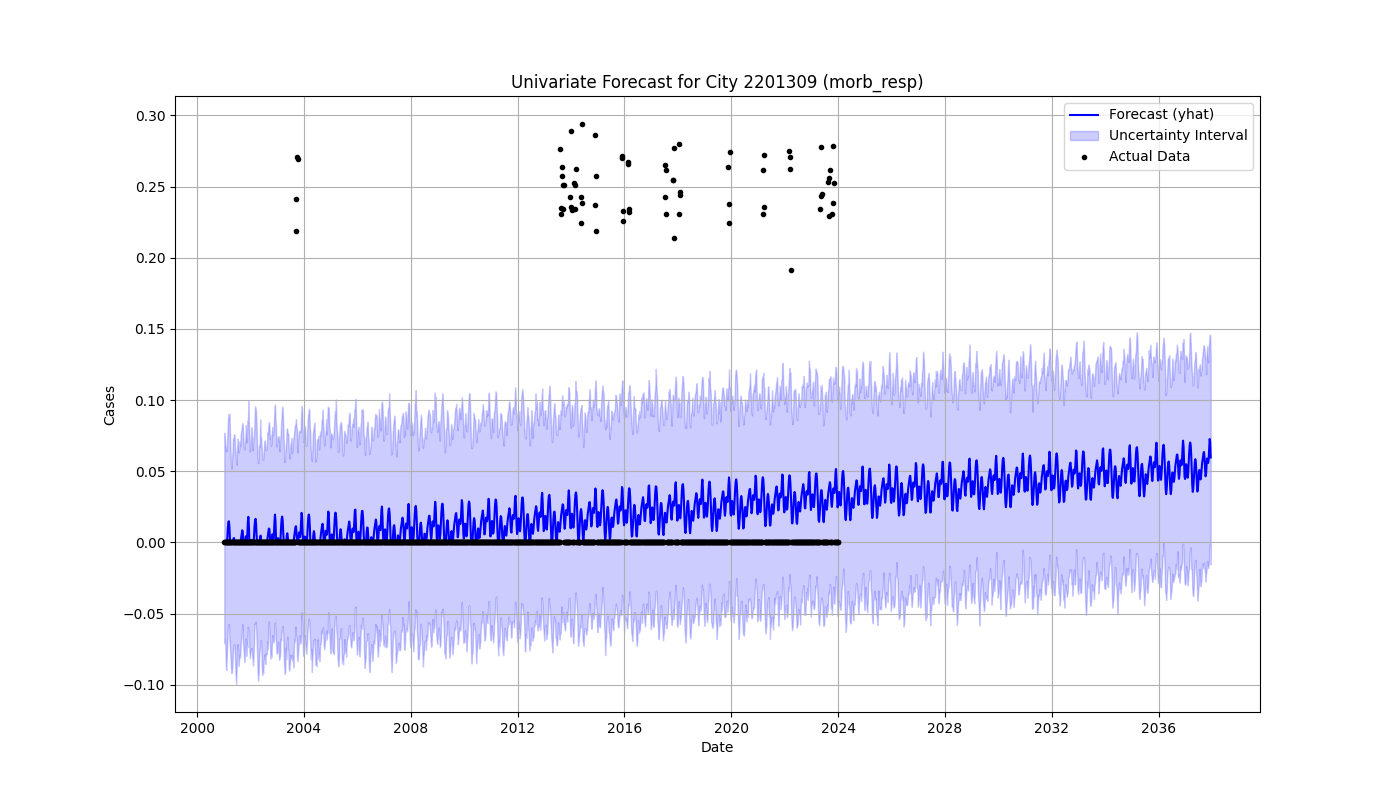 Univariate Forecast for City 2201309 (morb_resp)
Forecast (yhat)
Uncertainty Interval
Actual Data
0.30
0.25
0.20
0.15
0.10
0.05
0.00
−0.05
−0.10
Cases
2000 2004 2008 2012 2016 2020 2024 2028 2032 2036
Date